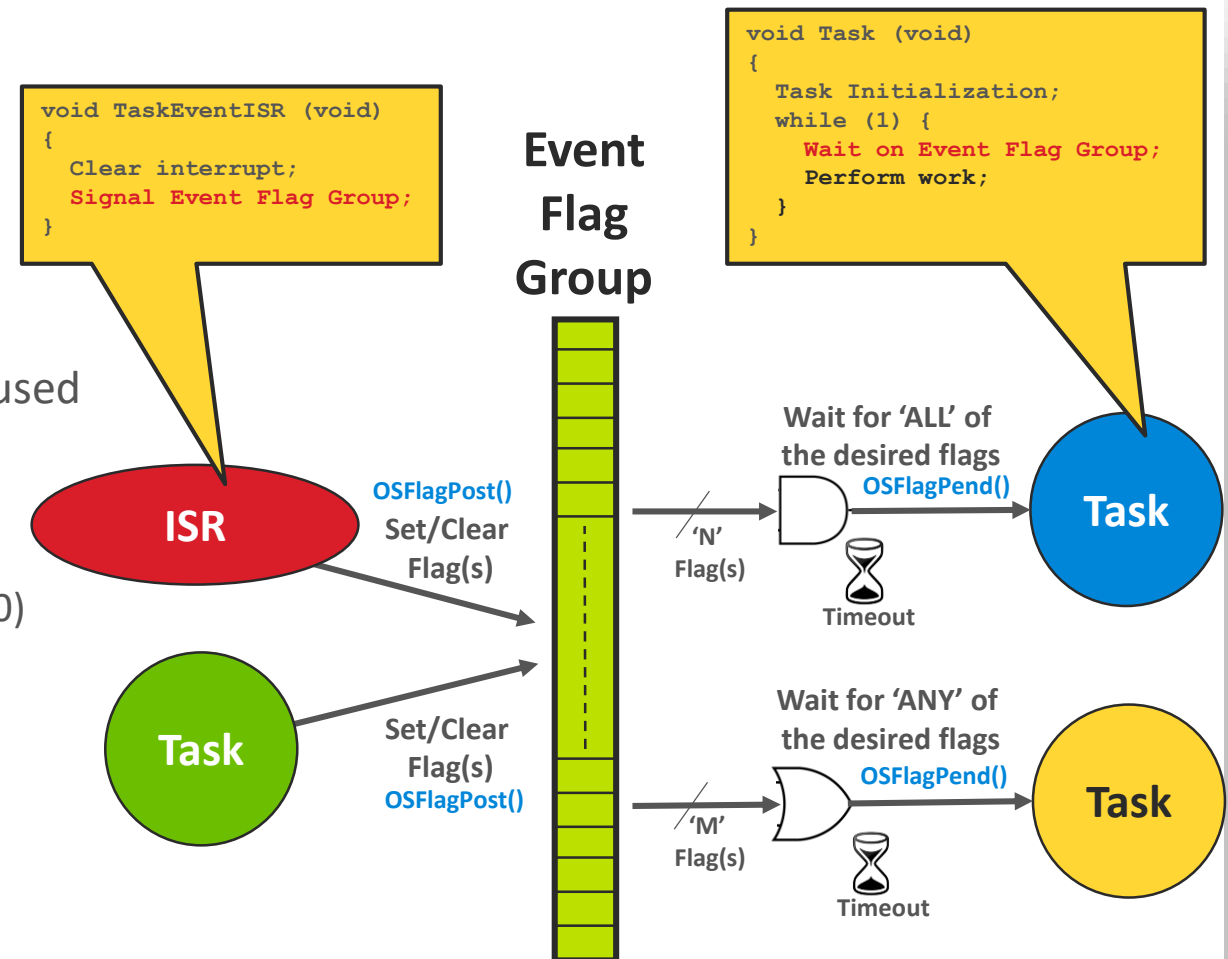 void TaskEventISR (void)
{
Clear interrupt;
Signal Event Flag Group;
}
Event
Flag
Group
void Task (void)
{
Task Initialization;
while (1) {
Wait on Event Flag Group;
Perform work;
}
}
used
0)
ISR
OSFlagPost()
Set/Clear
Flag(s)
Task
Set/Clear
Flag(s)
OSFlagPost()
‘N’
Flag(s)
Wait for ‘ALL’ of
the desired flags
OSFlagPend()
Timeout
Task
‘M’
Flag(s)
Wait for ‘ANY’ of
the desired flags
OSFlagPend()
Timeout
Task